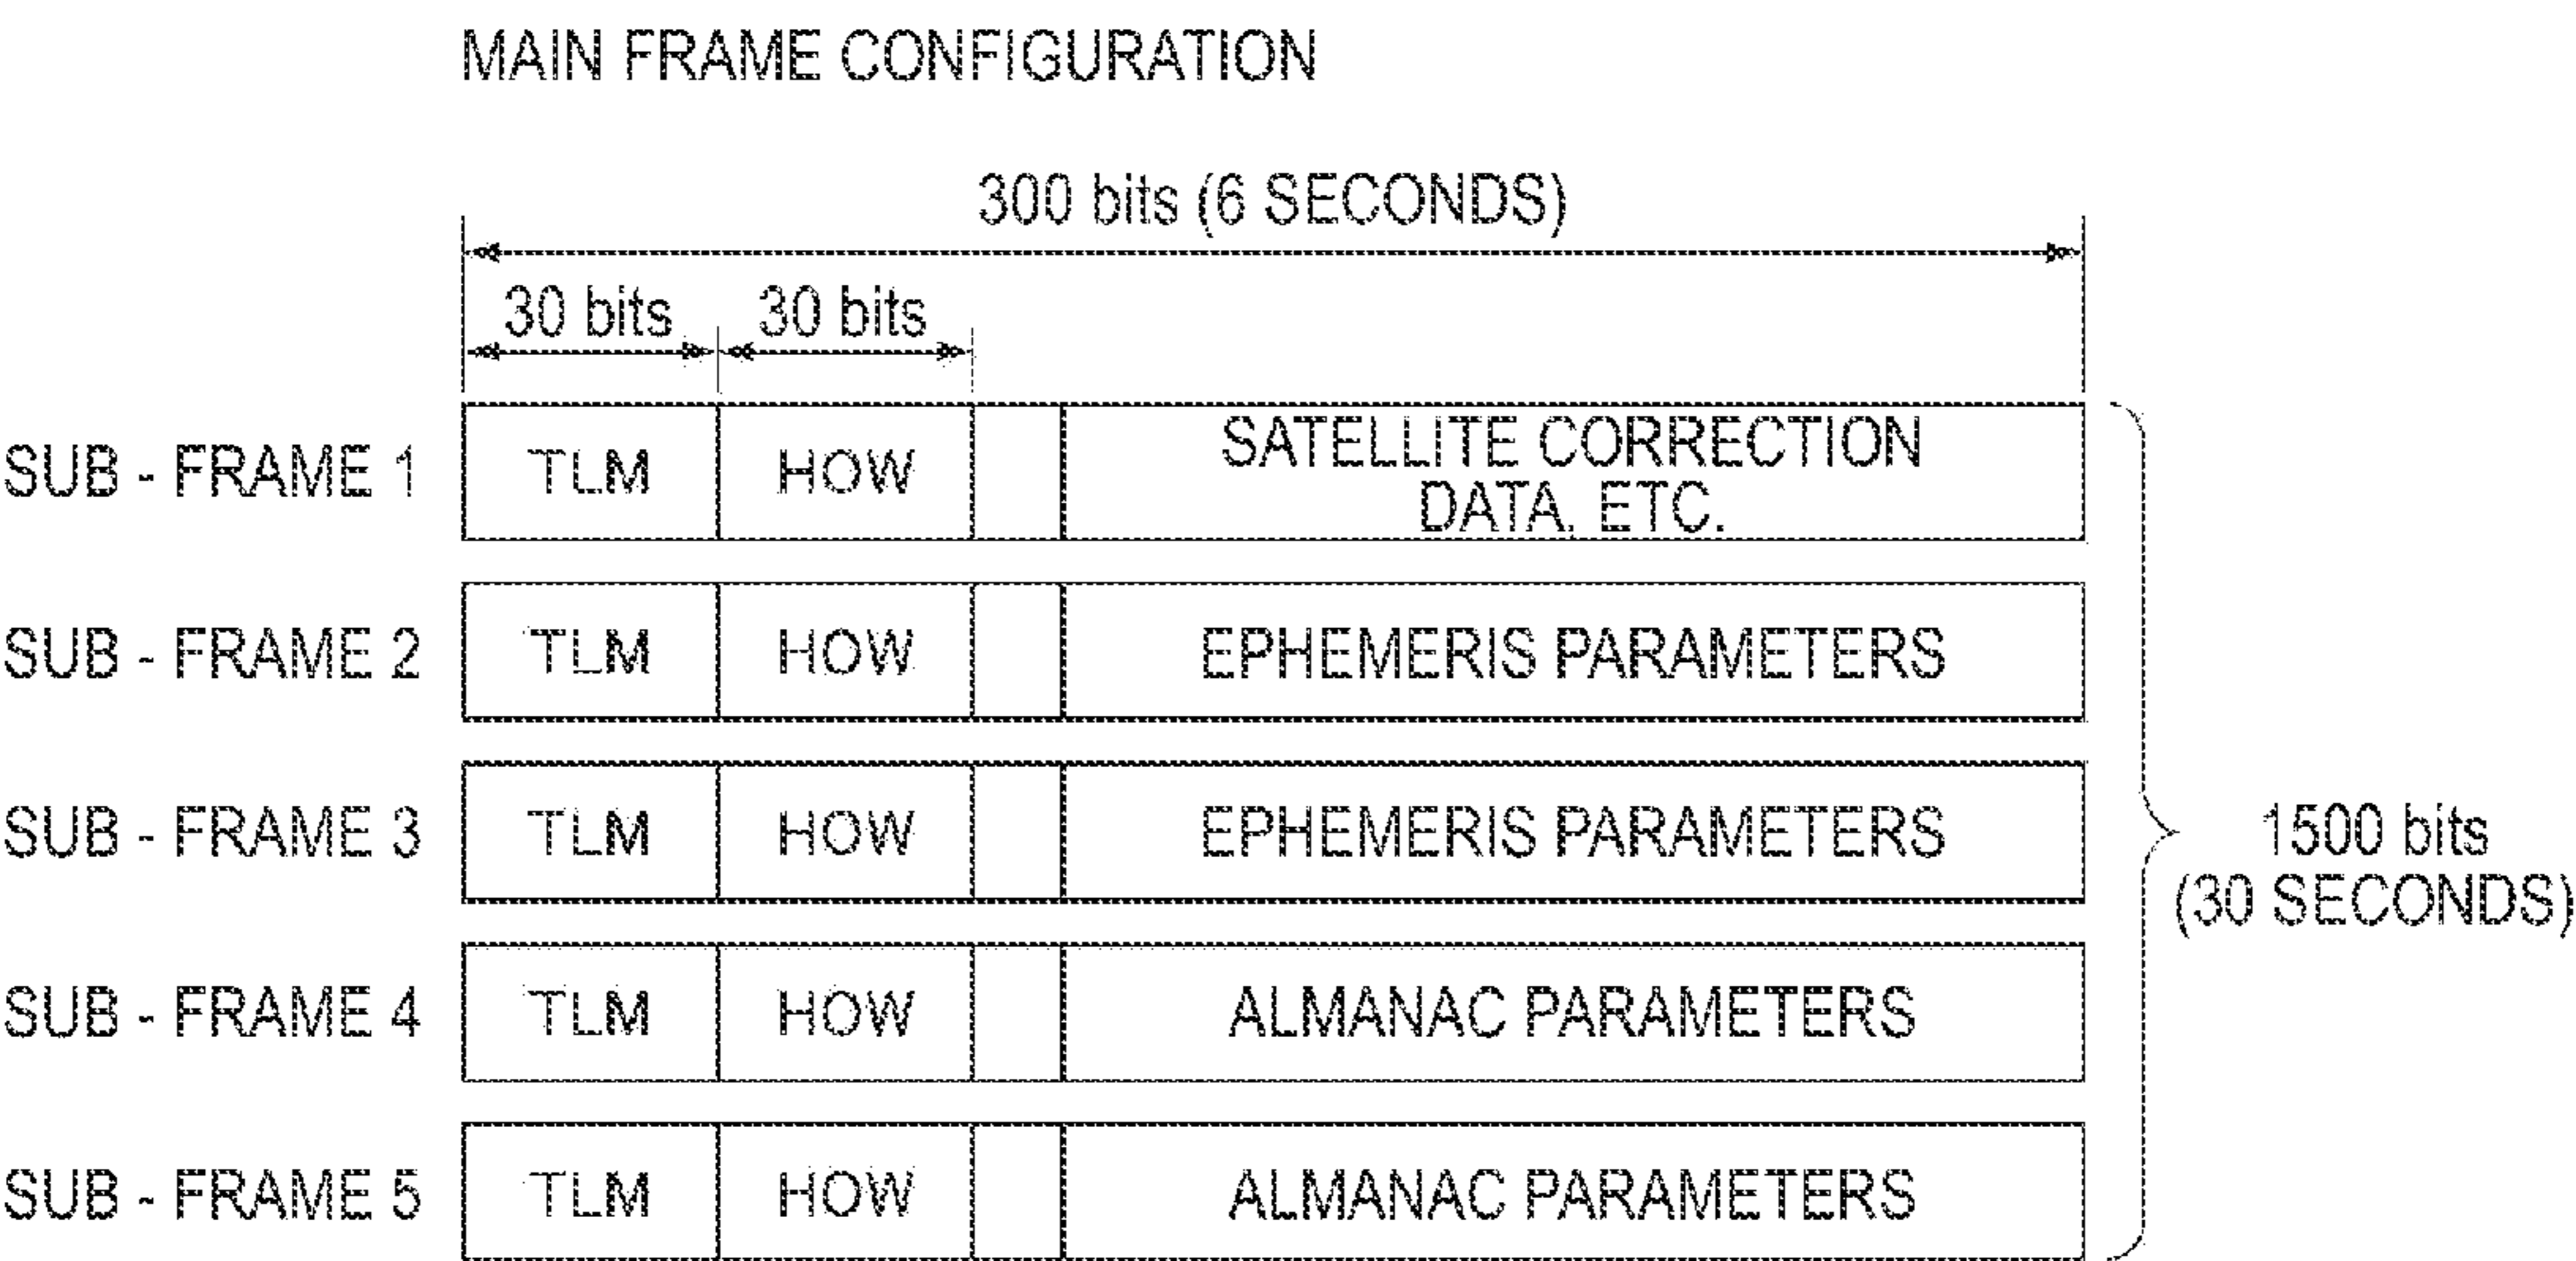 MAIN FRAME CONFIGURATION
300 bits (6 SECONDS)
30 bits 30 bits
SUB - FRAME 1 TLM HOW SATELLITE CORRECTION
DATA, ETC.
SUB - FRAME 2 TLM HOW EPHEMERIS PARAMETERS
SUB - FRAME 3 TLM HOW EPHEMERIS PARAMETERS
1500 bits
(30 SECONDS)
SUB - FRAME 4 TLM HOW ALMANAC PARAMETERS
SUB - FRAME 5 TLM HOW ALMANAC PARAMETERS